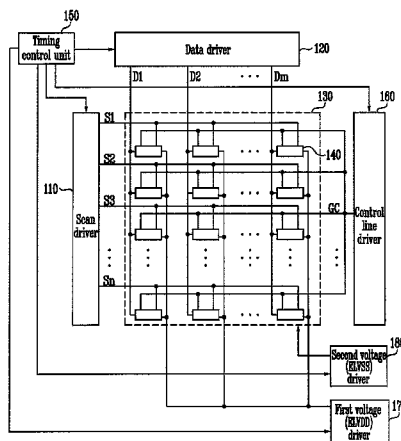 150
Timing
control unit
Data driver
120
D1 D2 ... Dm
160
130
S1
140
S2
110
Scan
driver
S3
GC
Control
line
driver
Sn
180
Second voltage
(ELVSS)
driver
First voltage
(ELVDD)
driver